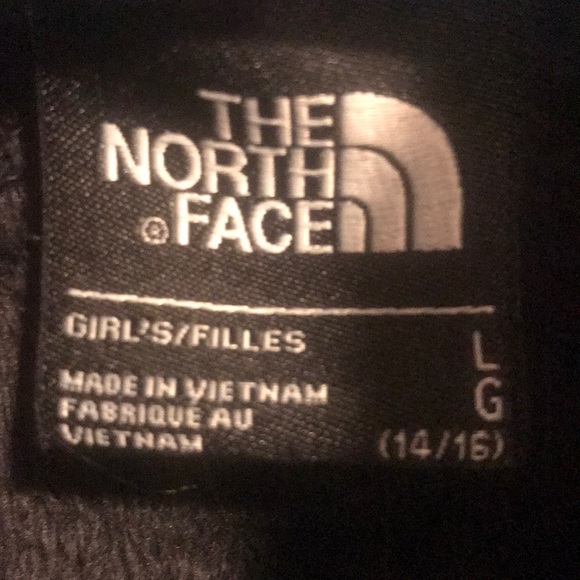 THE
NORTH
® FACE
GIRL'S/FILLES
L
MADE IN VIETNAM
G
FABRIQUE AU
VIETNAM
(14/16)